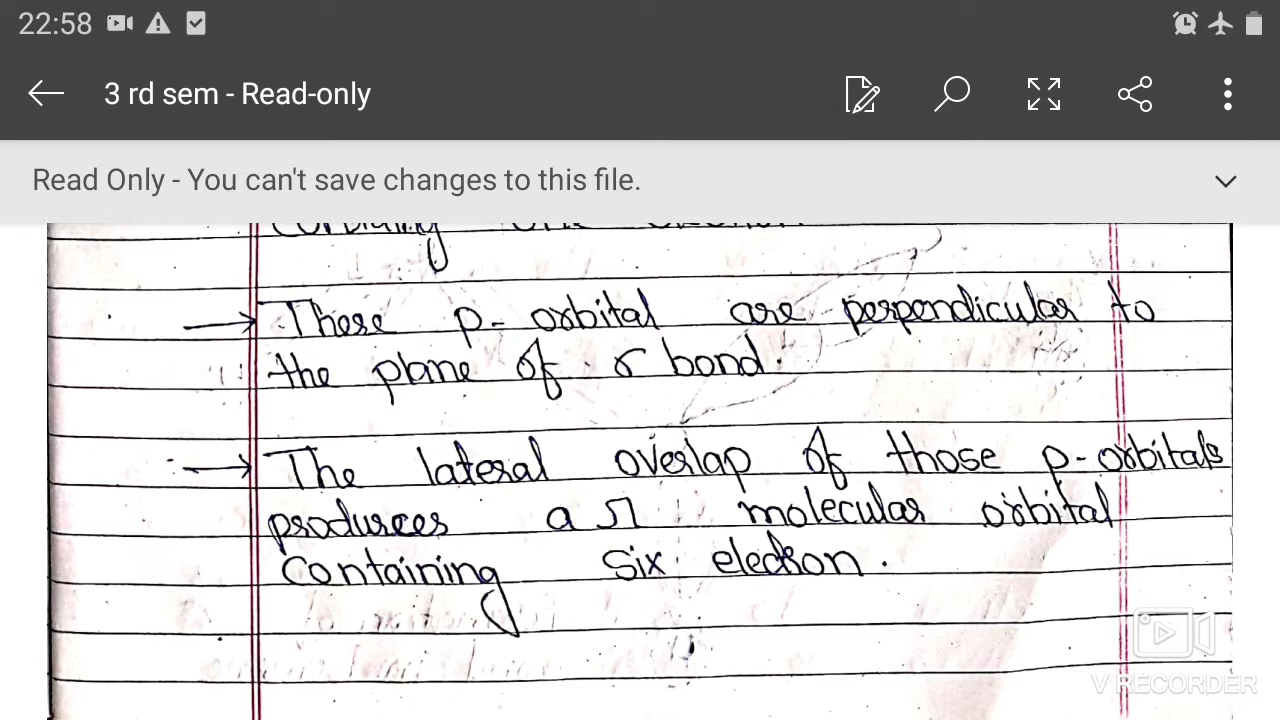 22:58
3 rd sem - Read-only
Read Only - You can't save changes to this file.
These p- orbital are perpendicular to
the plane of σ bond.
The lateral overlap of those p-orbitals
produrces a π molecular orbital
Containing six electron.
V RECORDER